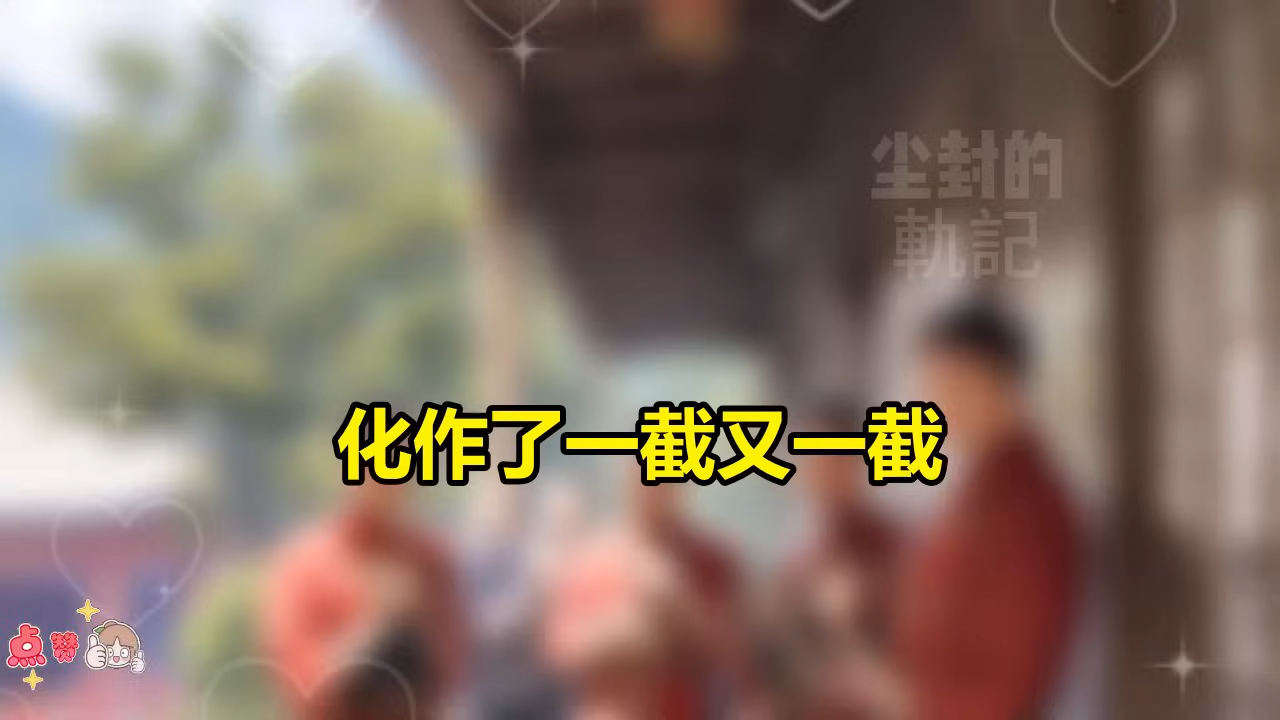 尘封的
軌記
化作了一截又一截
点赞